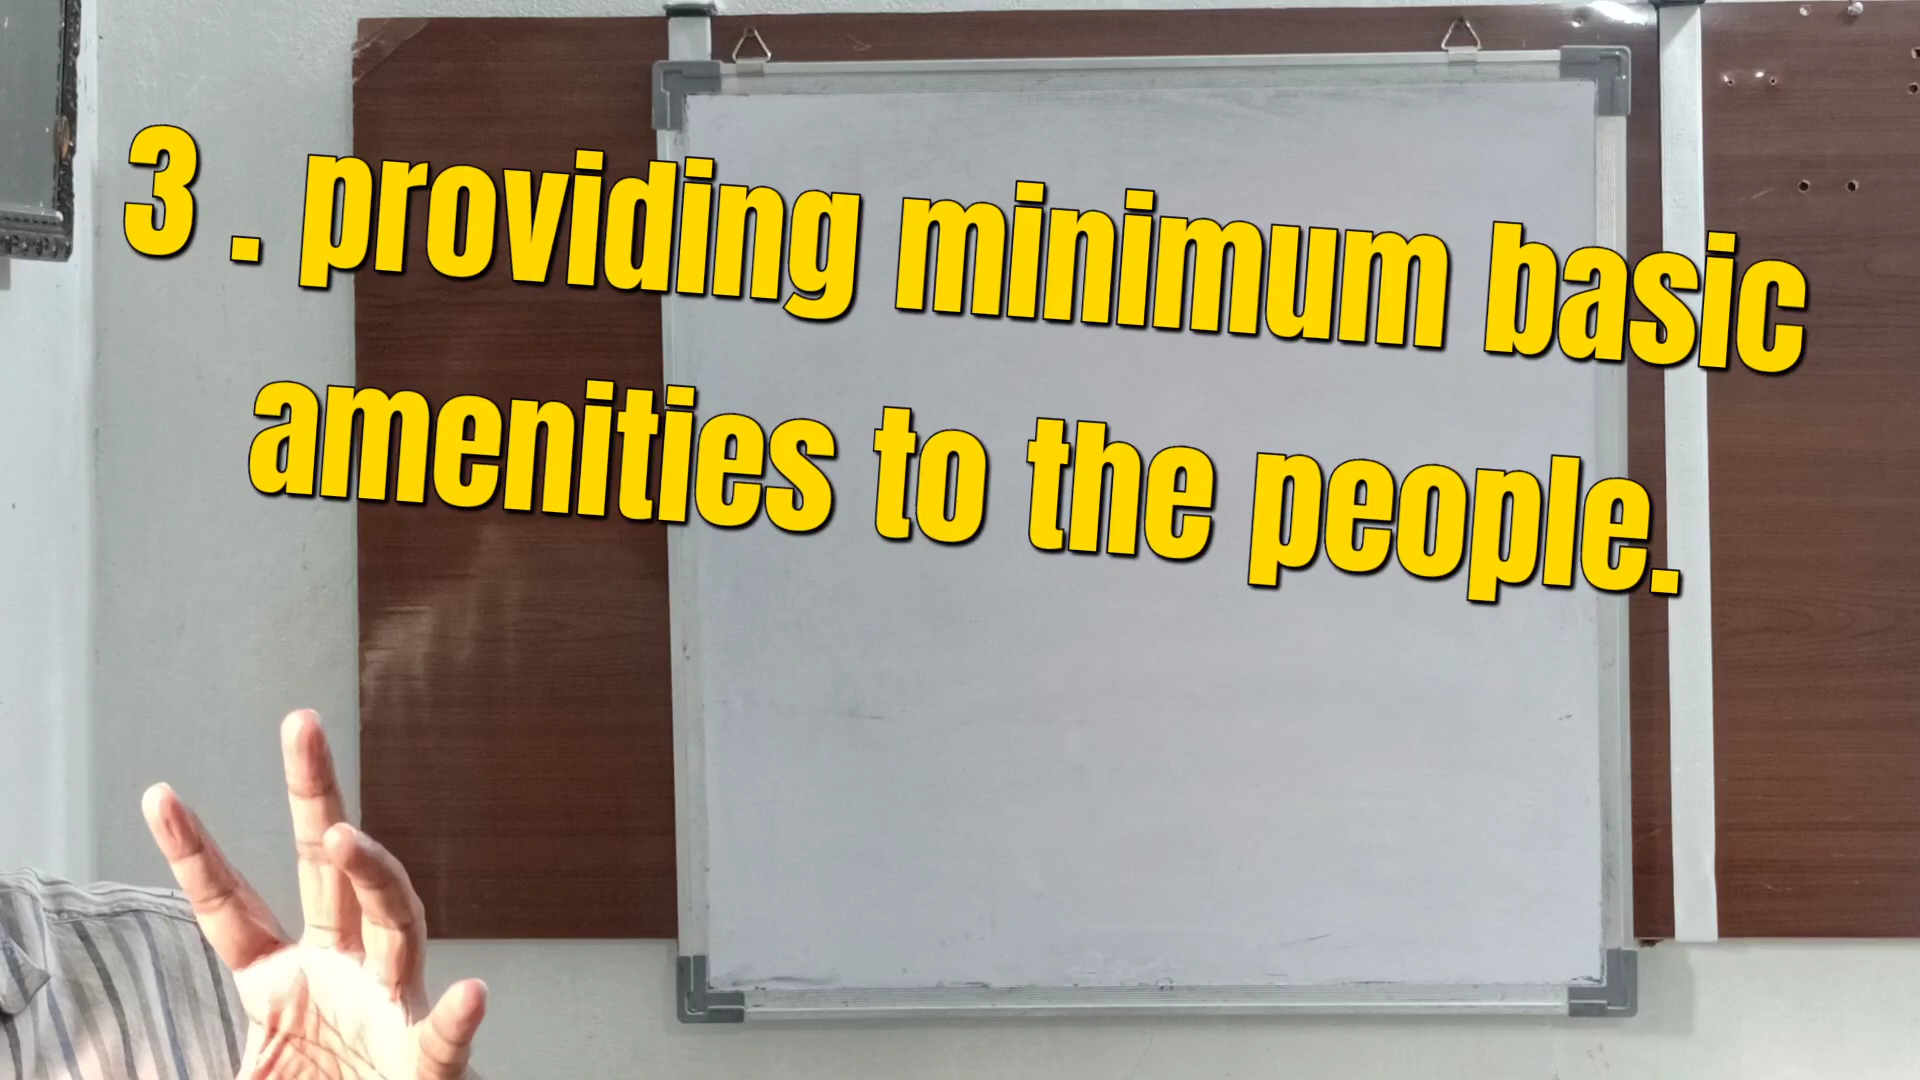 3 . providing minimum basic
amenities to the people.